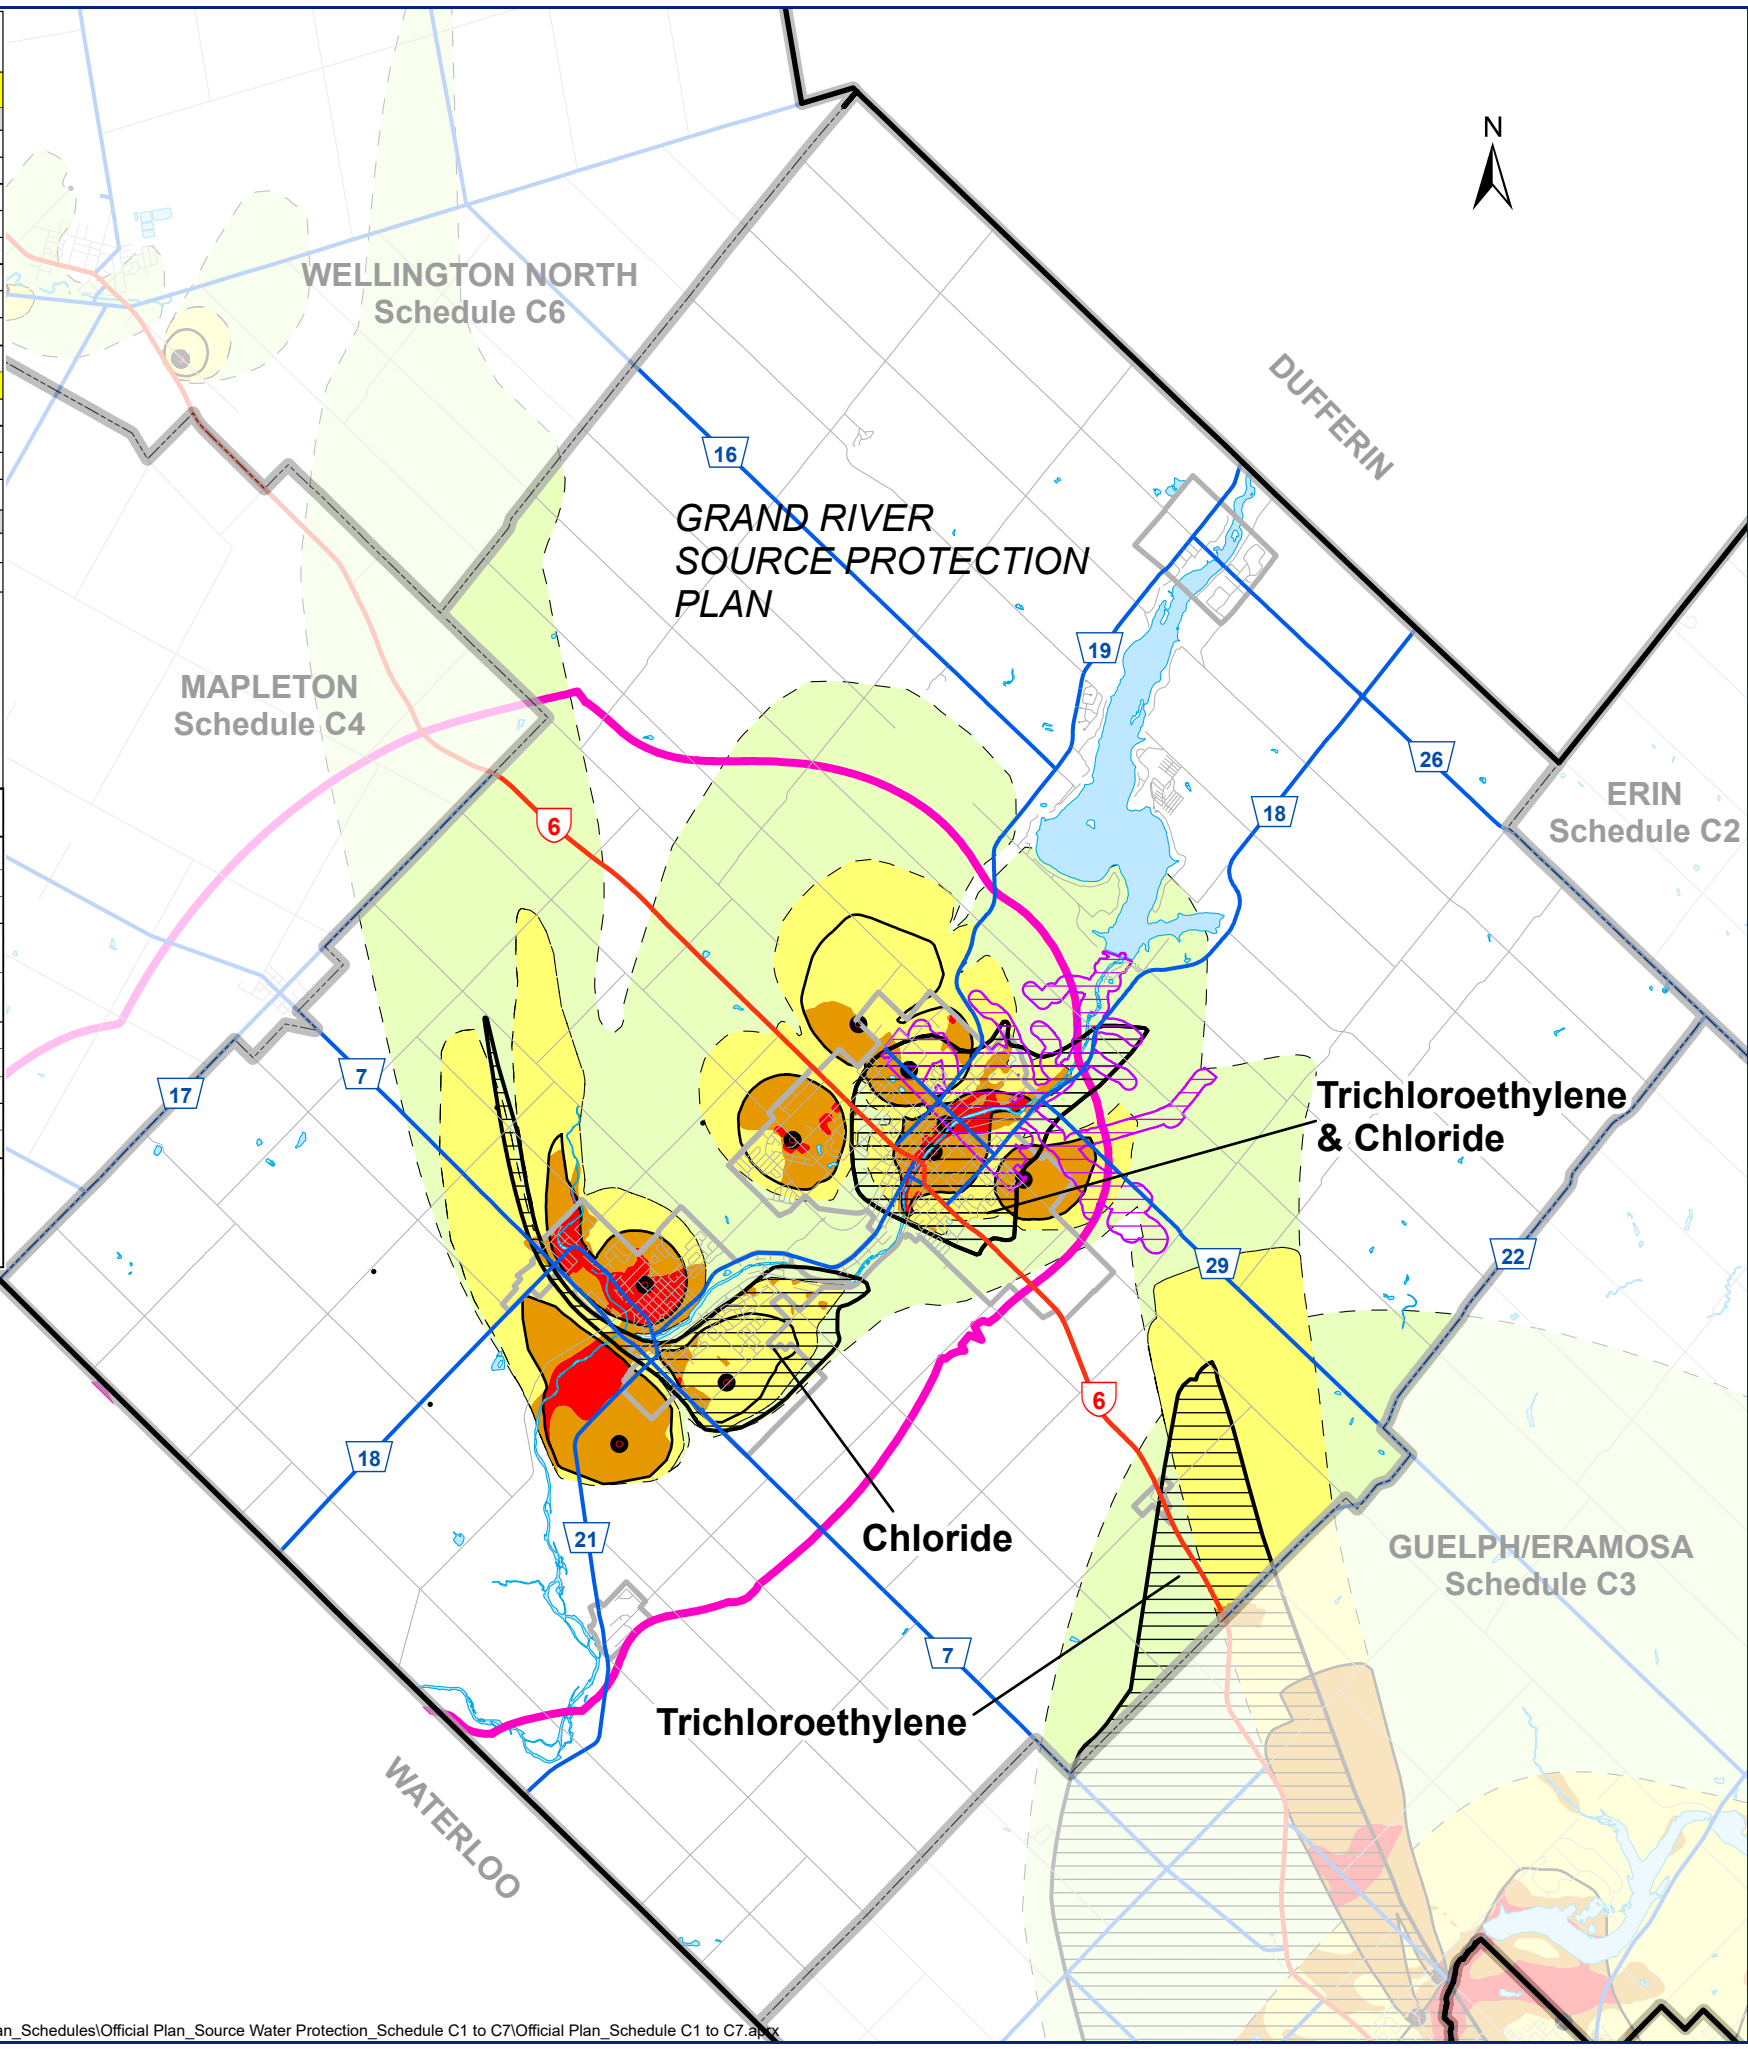 N
WELLINGTON NORTH
Schedule C6
DUFFERIN
16
GRAND RIVER
SOURCE PROTECTION
PLAN
19
MAPLETON
Schedule C4
26
ERIN
Schedule C2
18
6
7
17
Trichloroethylene
& Chloride
22
29
6
18
21
Chloride
GUELPH/ERAMOSA
Schedule C3
7
Trichloroethylene
WATERLOO
an_Schedules\Official Plan_Source Water Protection_Schedule C1 to C7\Official Plan_Schedule C1 to C7.aprx